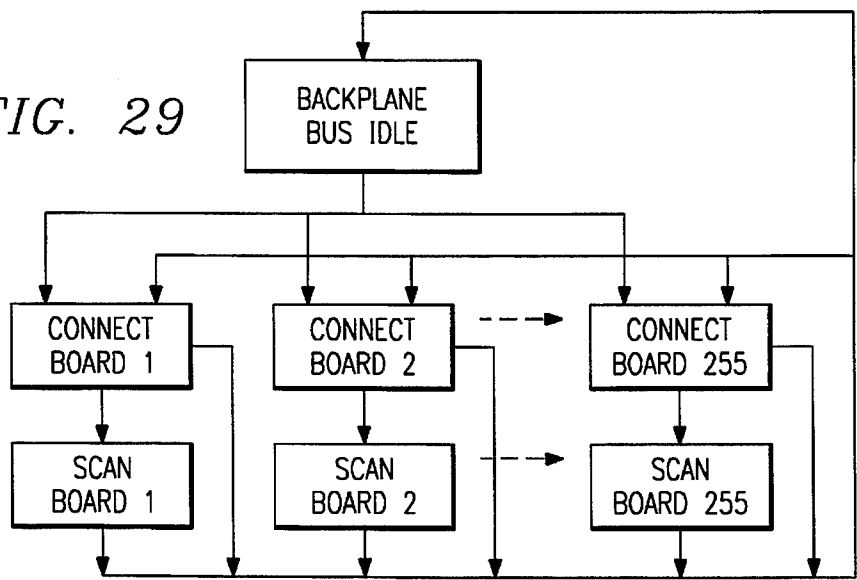 FIG. 29
BACKPLANE
BUS IDLE
CONNECT
BOARD 1
CONNECT
BOARD 2
CONNECT
BOARD 255
SCAN
BOARD 1
SCAN
BOARD 2
SCAN
BOARD 255